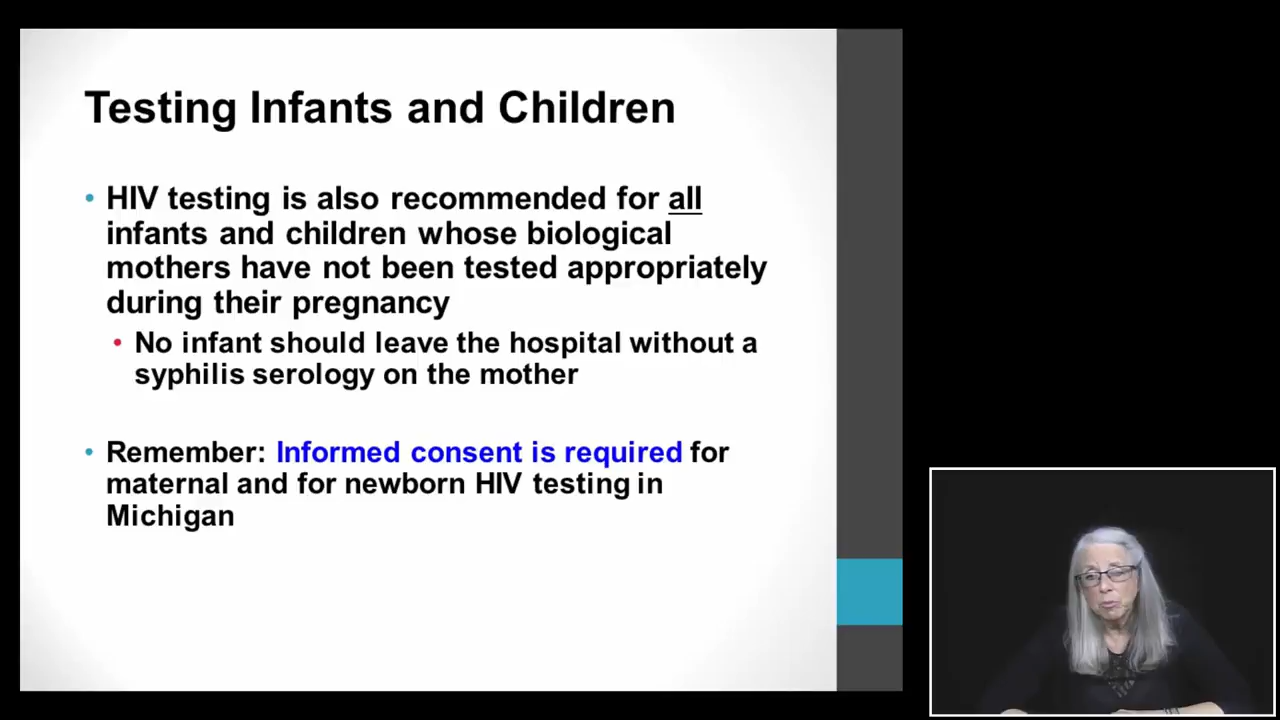 Testing Infants and Children
• HIV testing is also recommended for all
infants and children whose biological
mothers have not been tested appropriately
during their pregnancy
• No infant should leave the hospital without a
syphilis serology on the mother
• Remember: Informed consent is required for
maternal and for newborn HIV testing in
Michigan